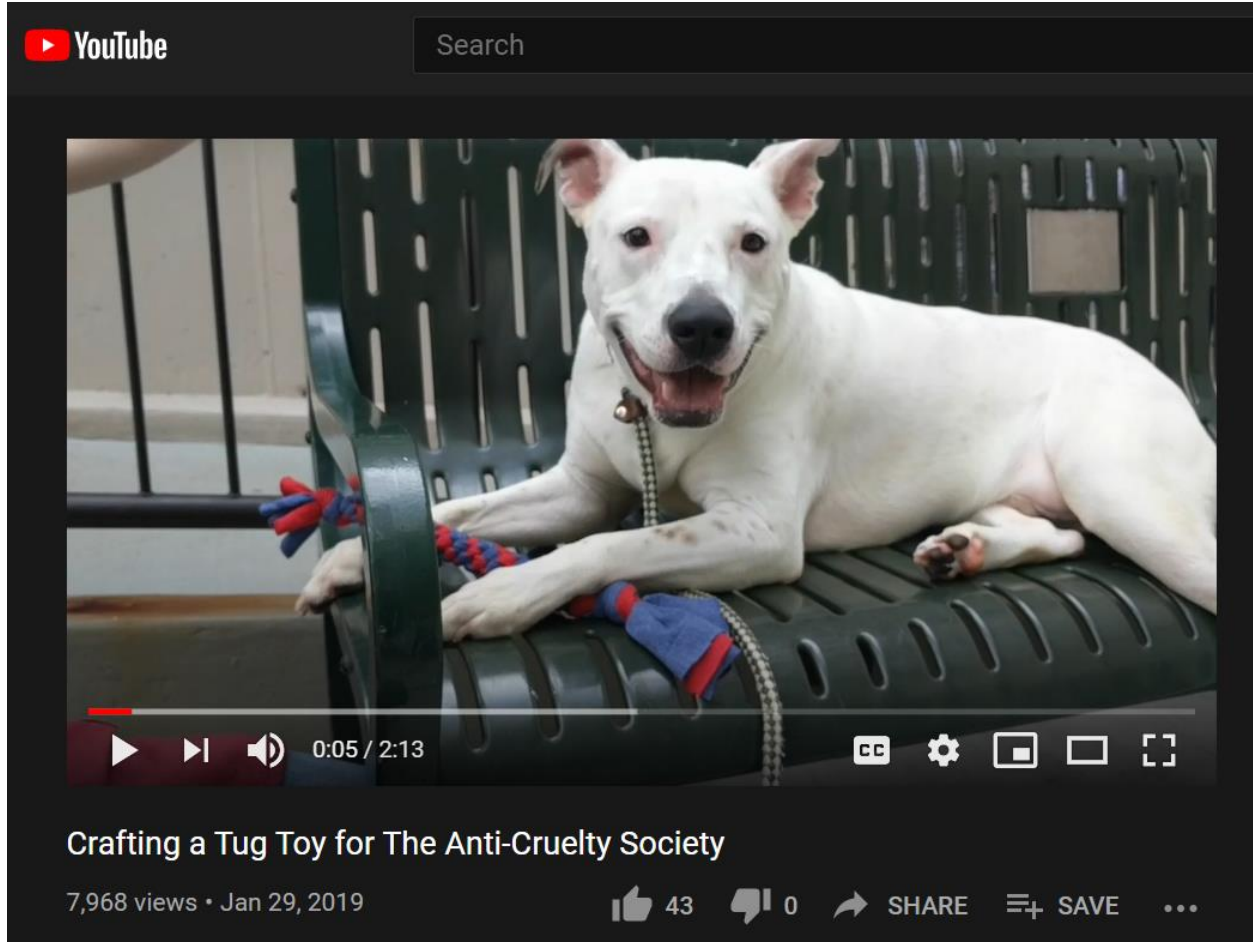 YouTube
Search
0:05 / 2:13
CC
Crafting a Tug Toy for The Anti-Cruelty Society
7,968 views • Jan 29, 2019
43
0
SHARE
SAVE